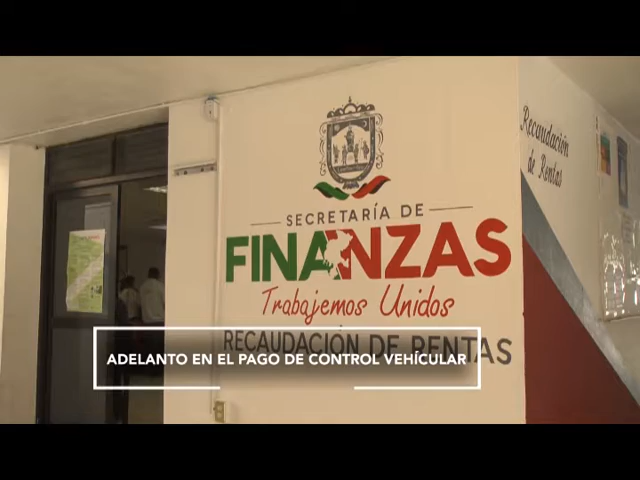 SECRETARÍA DE
FINANZAS
Trabajemos Unidos
RECAUDACIÓN DE RENTAS
Recaudación
de Rentas
ADELANTO EN EL PAGO DE CONTROL VEHÍCULAR